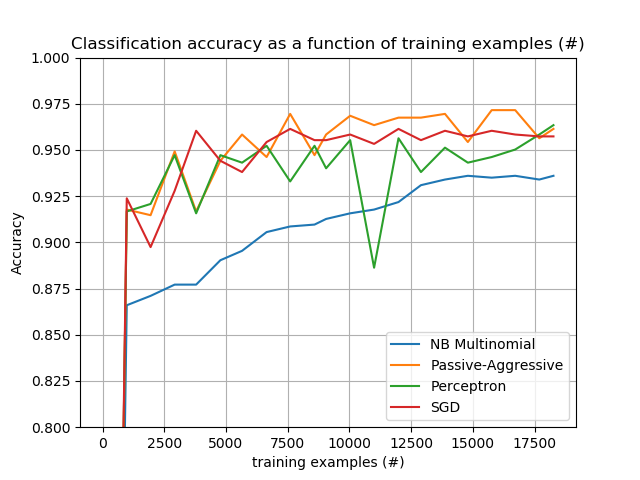 Classification accuracy as a function of training examples (#)
1.000
0.975
0.950
0.925
0.900
0.875
0.850
0.825
0.800
Accuracy
NB Multinomial
Passive-Aggressive
Perceptron
SGD
0 2500 5000 7500 10000 12500 15000 17500
training examples (#)